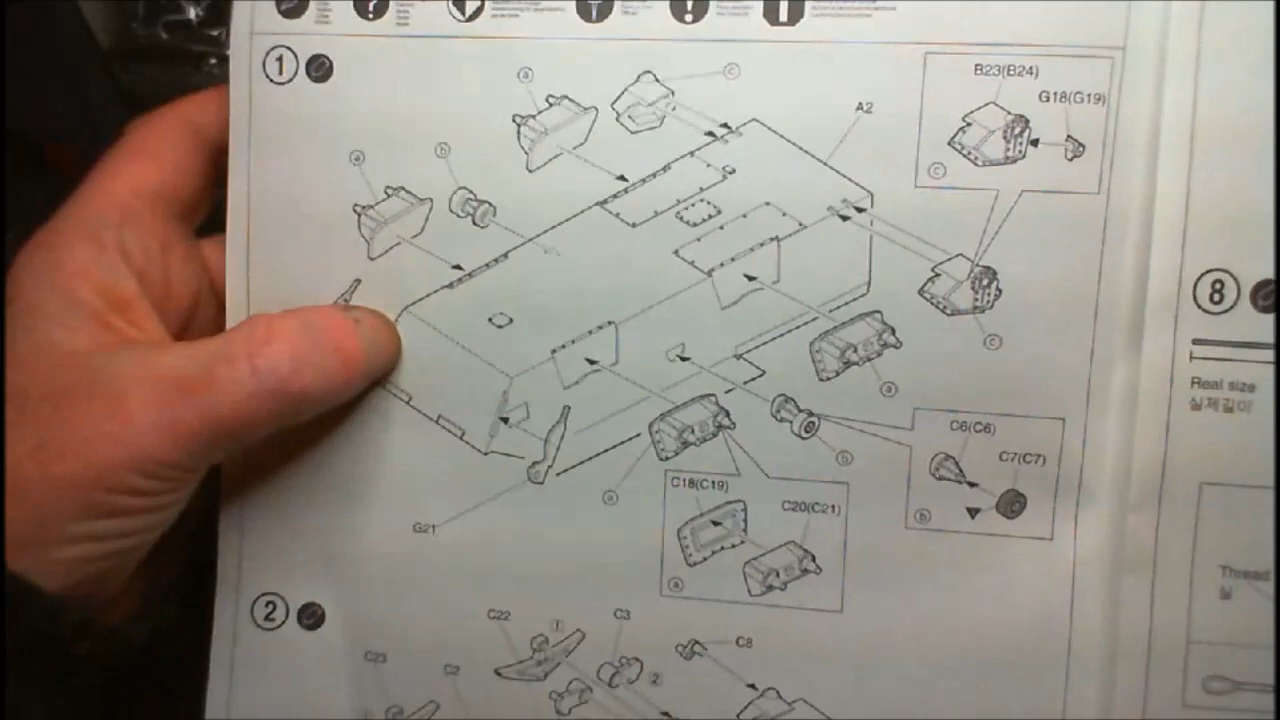 ?
!
1
a
c
B23(B24)
G18(G19)
A2
a
b
c
c
a
8
Real size
실제길이
C6(C6)
b
C7(C7)
a
C18(C19)
C20(C21)
b
G21
a
Thread
실
2
C22
1
C3
C8
C23
C2
2